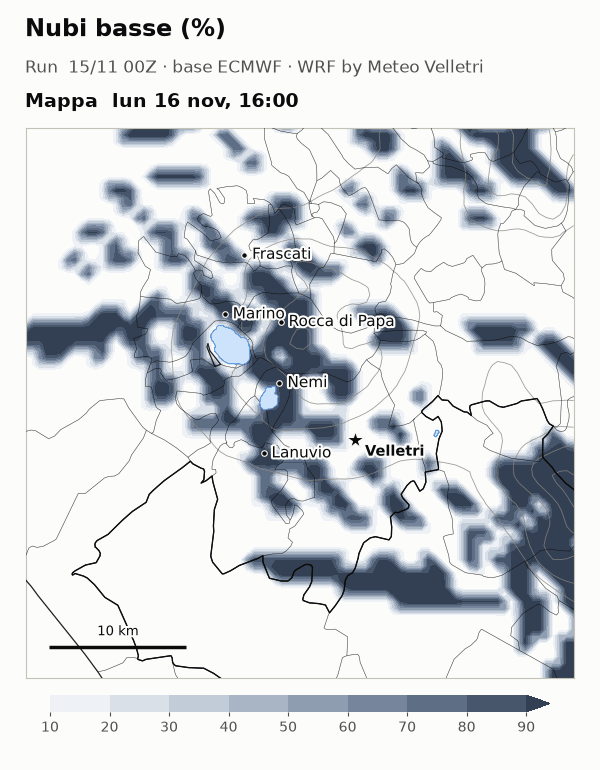 Nubi basse (%)
Run 15/11 00Z · base ECMWF · WRF by Meteo Velletri
Mappa lun 16 nov, 16:00
Frascati
Marino
Rocca di Papa
Nemi
Velletri
Lanuvio
10 km
10 20 30 40 50 60 70 80 90